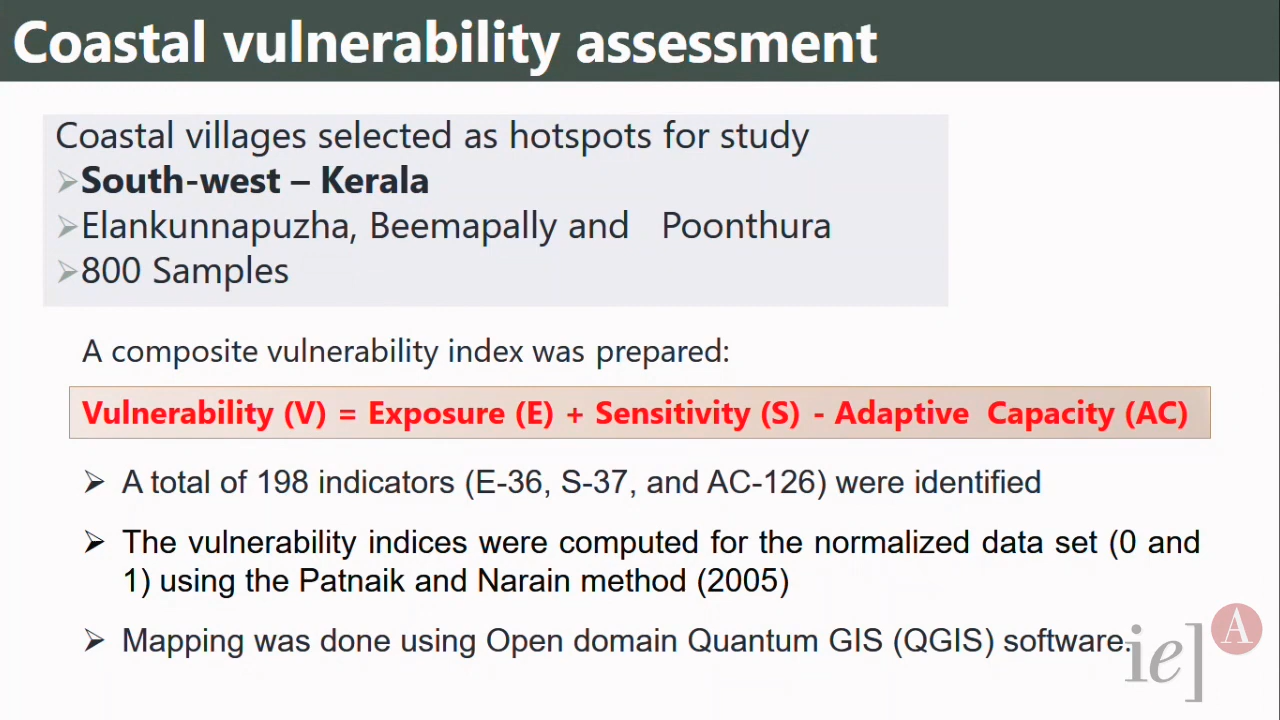 Coastal vulnerability assessment
Coastal villages selected as hotspots for study
➢South-west – Kerala
➢Elankunnapuzha, Beemapally and Poonthura
➢800 Samples
A composite vulnerability index was prepared:
Vulnerability (V) = Exposure (E) + Sensitivity (S) - Adaptive Capacity (AC)
➢ A total of 198 indicators (E-36, S-37, and AC-126) were identified
➢ The vulnerability indices were computed for the normalized data set (0 and
1) using the Patnaik and Narain method (2005)
➢ Mapping was done using Open domain Quantum GIS (QGIS) software.
ie]
A